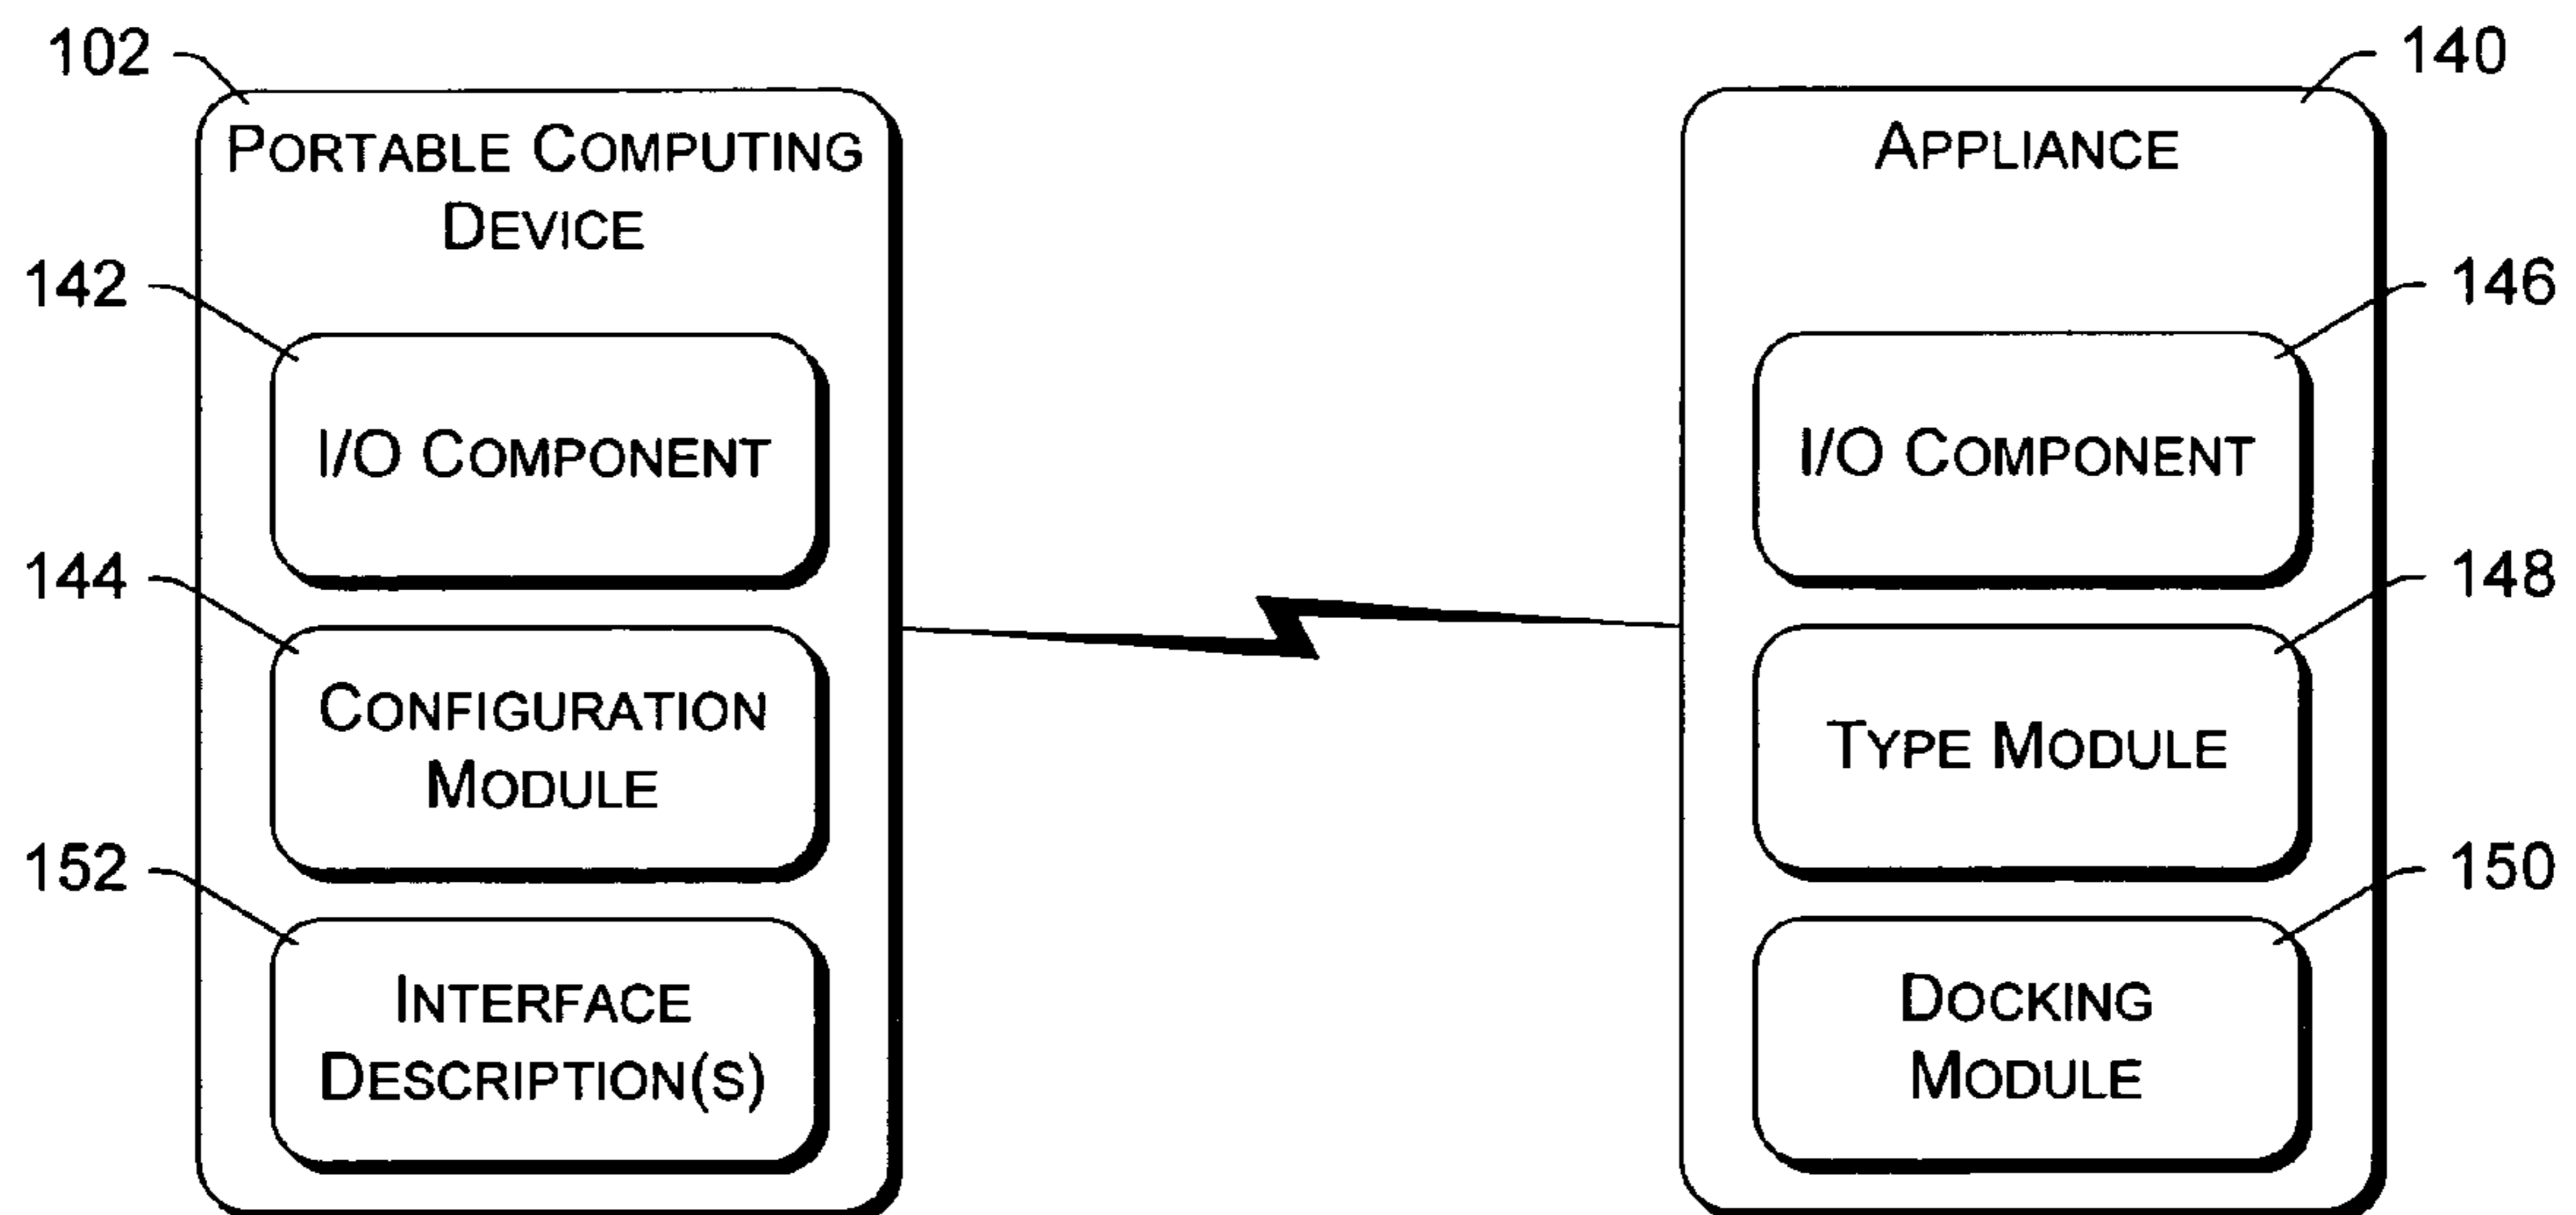 102
PORTABLE COMPUTING
DEVICE
142
I/O COMPONENT
144
CONFIGURATION
MODULE
152
INTERFACE
DESCRIPTION(S)
140
APPLIANCE
146
I/O COMPONENT
148
TYPE MODULE
150
DOCKING
MODULE